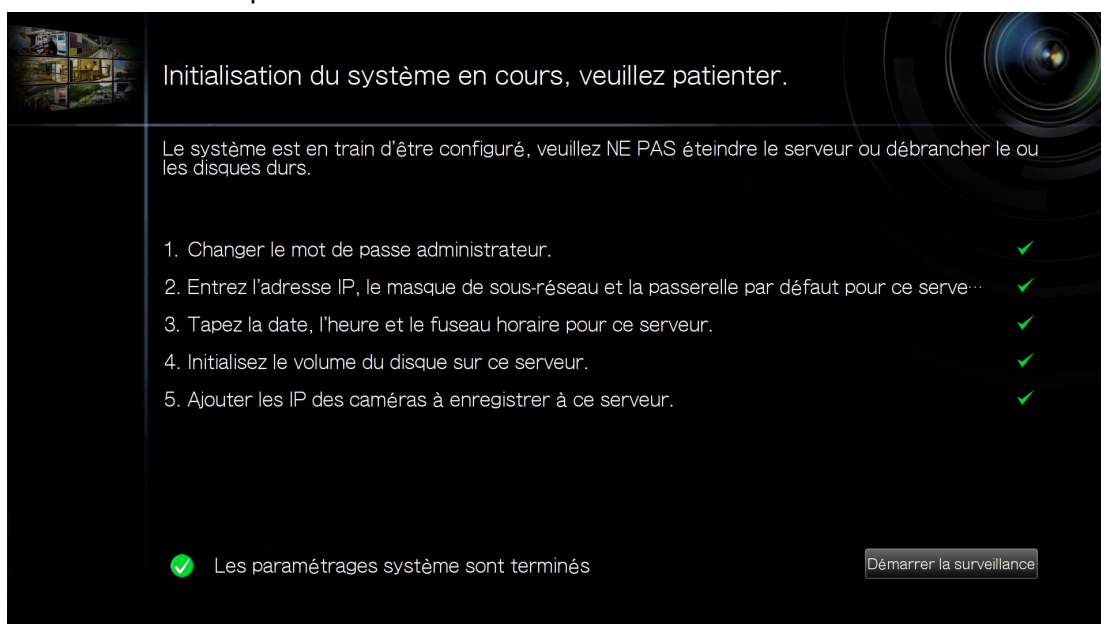 Initialisation du système en cours, veuillez patienter.
Le système est en train d'être configuré, veuillez NE PAS éteindre le serveur ou débrancher le ou
les disques durs.
1. Changer le mot de passe administrateur.
2. Entrez l'adresse IP, le masque de sous-réseau et la passerelle par défaut pour ce serve…
3. Tapez la date, l'heure et le fuseau horaire pour ce serveur.
4. Initialisez le volume du disque sur ce serveur.
5. Ajouter les IP des caméras à enregistrer à ce serveur.
Les paramétrages système sont terminés
Démarrer la surveillance